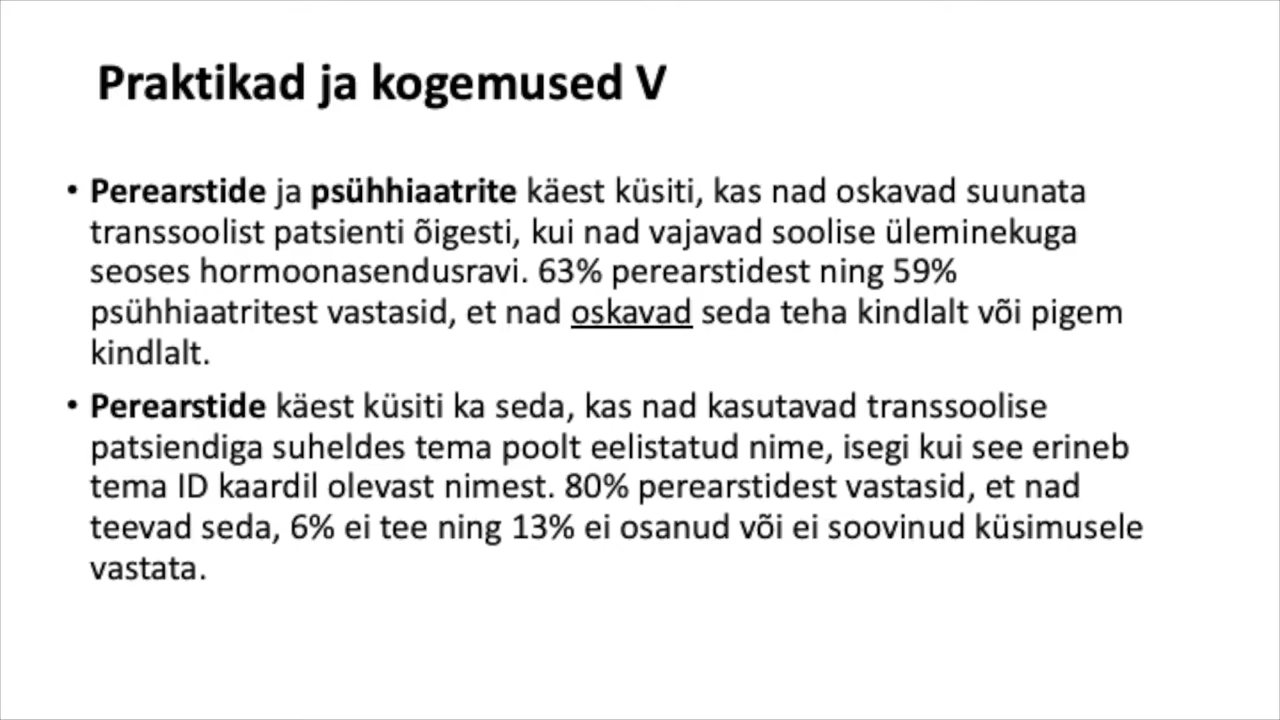 Praktikad ja kogemused V
• Perearstide ja psühhiaatrite käest küsiti, kas nad oskavad suunata
transsoolist patsienti õigesti, kui nad vajavad soolise üleminekuga
seoses hormoonasendusravi. 63% perearstidest ning 59%
psühhiaatritest vastasid, et nad oskavad seda teha kindlalt või pigem
kindlalt.
• Perearstide käest küsiti ka seda, kas nad kasutavad transsoolise
patsiendiga suheldes tema poolt eelistatud nime, isegi kui see erineb
tema ID kaardil olevast nimest. 80% perearstidest vastasid, et nad
teevad seda, 6% ei tee ning 13% ei osanud või ei soovinud küsimusele
vastata.